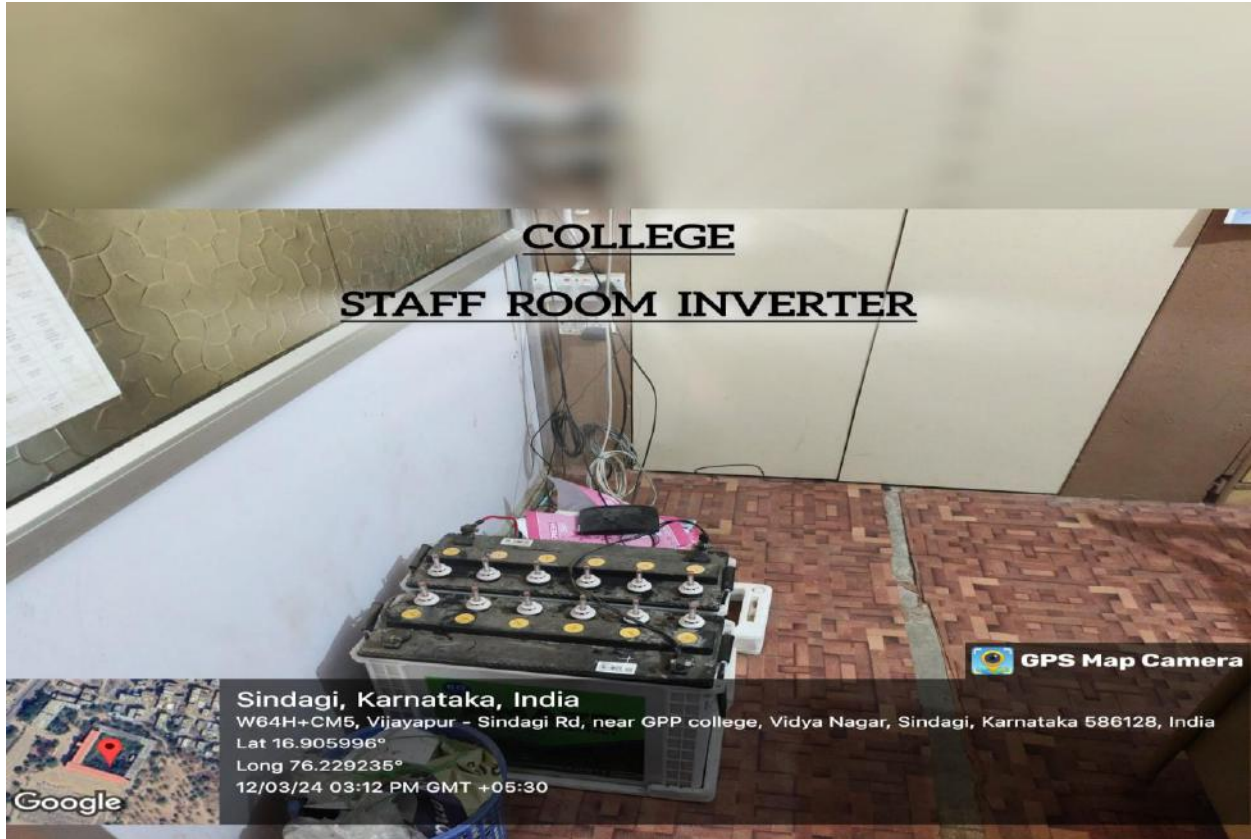 COLLEGE
STAFF ROOM INVERTER
GPS Map Camera
Sindagi, Karnataka, India
W64H+CM5, Vijayapur - Sindagi Rd, near GPP college, Vidya Nagar, Sindagi, Karnataka 586128, India
Lat 16.905996°
Long 76.229235°
12/03/24 03:12 PM GMT +05:30
Google